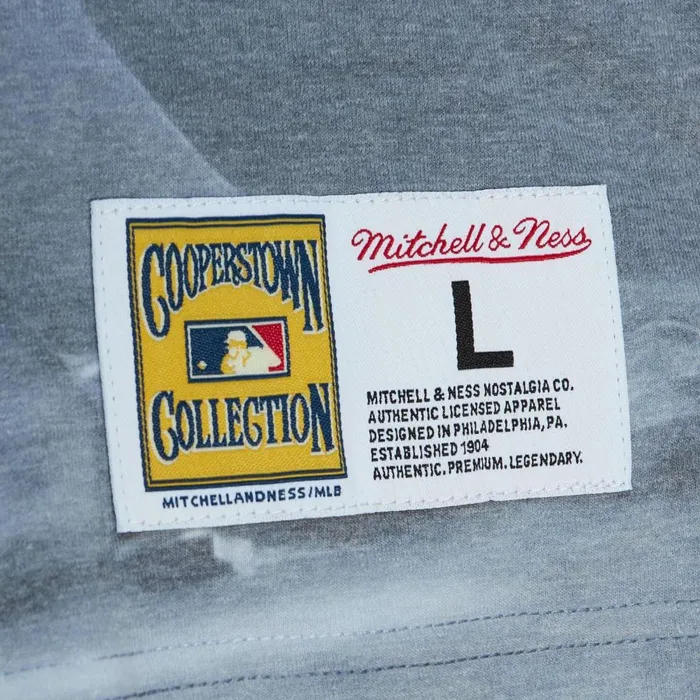 COOPERSTOWN
COLLECTION
MITCHELLANDNESS/MLB
Mitchell & Ness
L
MITCHELL & NESS NOSTALGIA CO.
AUTHENTIC LICENSED APPAREL
DESIGNED IN PHILADELPHIA, PA.
ESTABLISHED 1904
AUTHENTIC. PREMIUM. LEGENDARY.